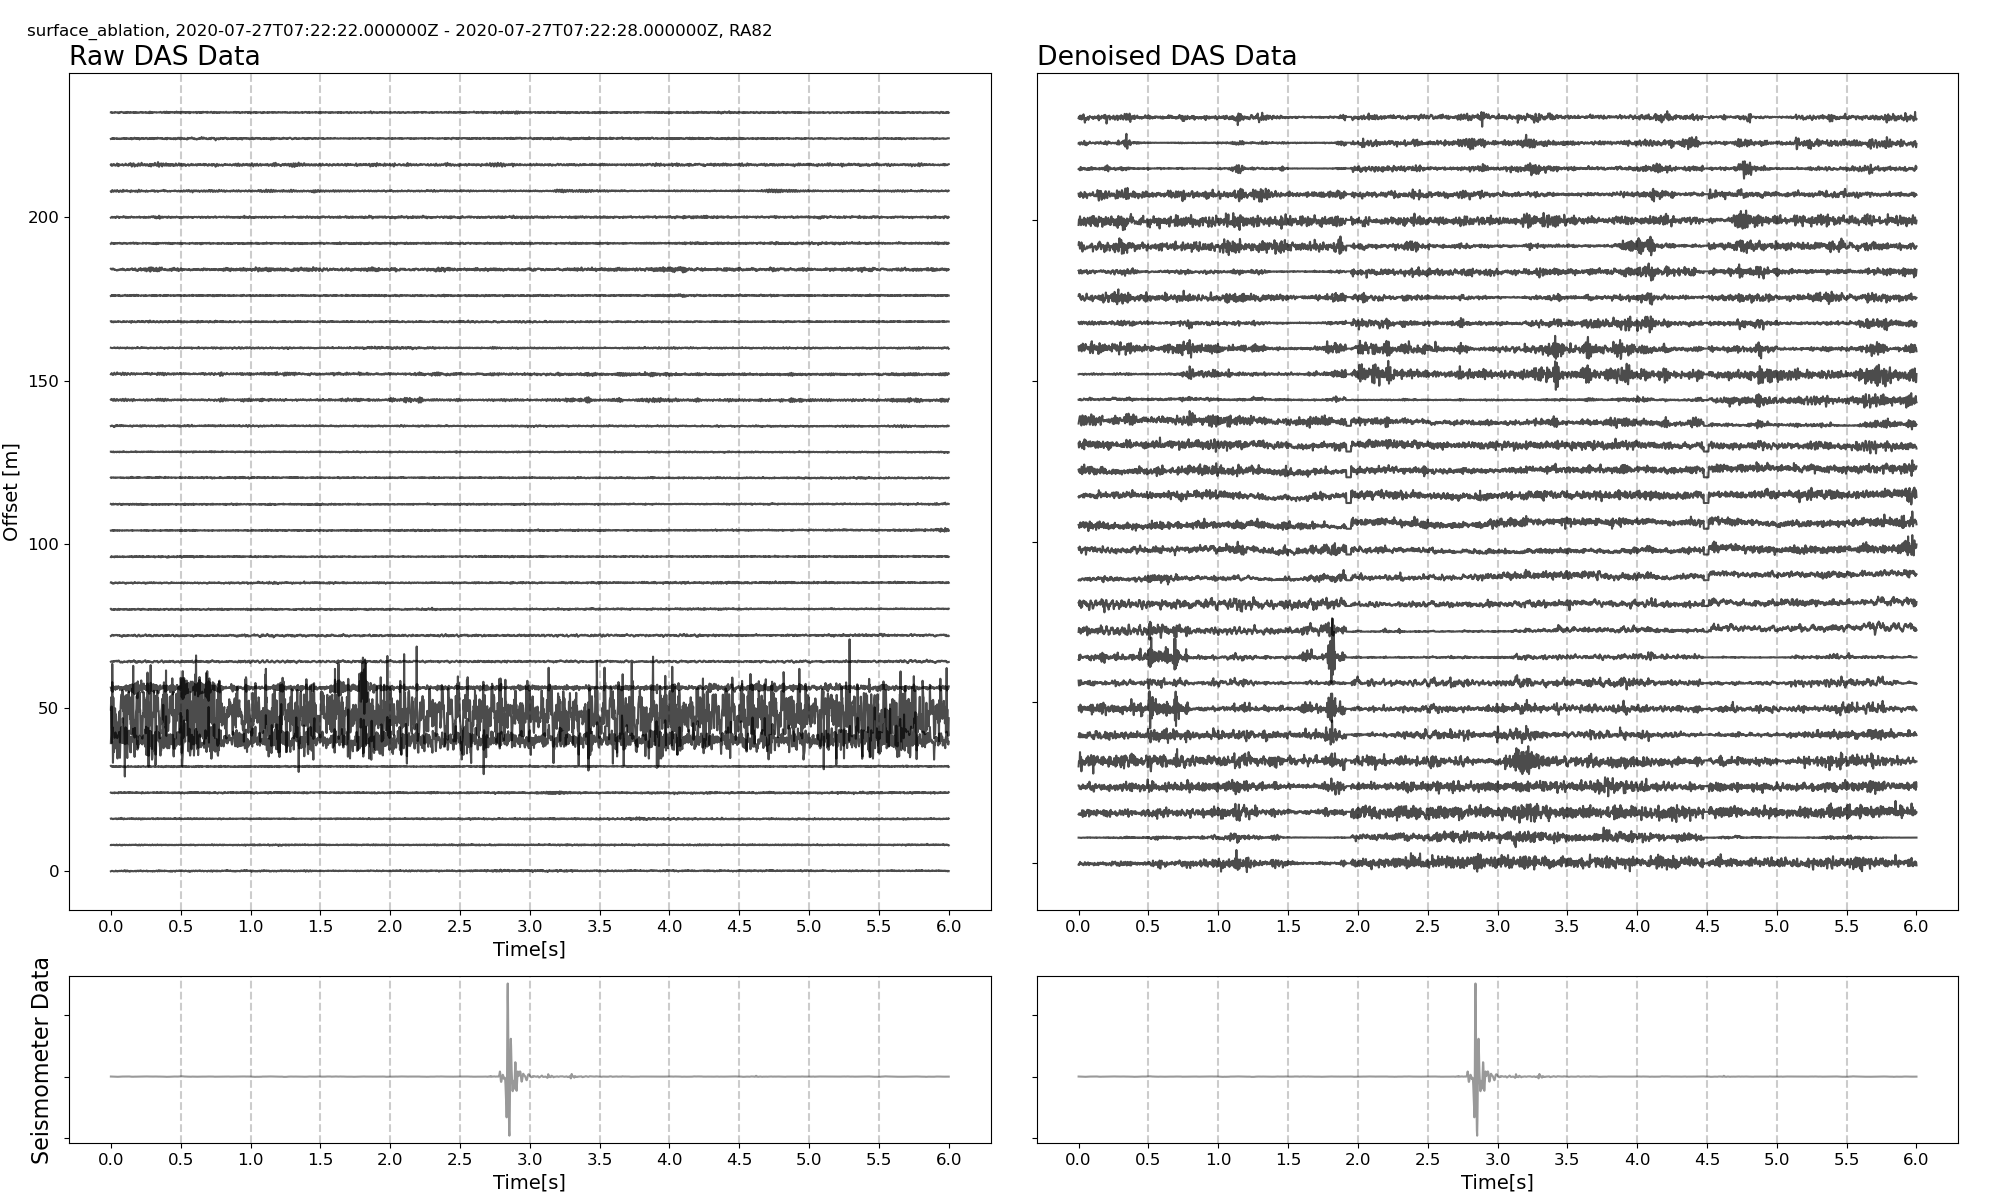 surface_ablation, 2020-07-27T07:22:22.000000Z - 2020-07-27T07:22:28.000000Z, RA82
Raw DAS Data
Denoised DAS Data
Offset [m]
200
150
100
50
0
0.0 0.5 1.0 1.5 2.0 2.5 3.0 3.5 4.0 4.5 5.0 5.5 6.0
Time[s]
0.0 0.5 1.0 1.5 2.0 2.5 3.0 3.5 4.0 4.5 5.0 5.5 6.0
Seismometer Data
0.0 0.5 1.0 1.5 2.0 2.5 3.0 3.5 4.0 4.5 5.0 5.5 6.0
Time[s]
0.0 0.5 1.0 1.5 2.0 2.5 3.0 3.5 4.0 4.5 5.0 5.5 6.0
Time[s]